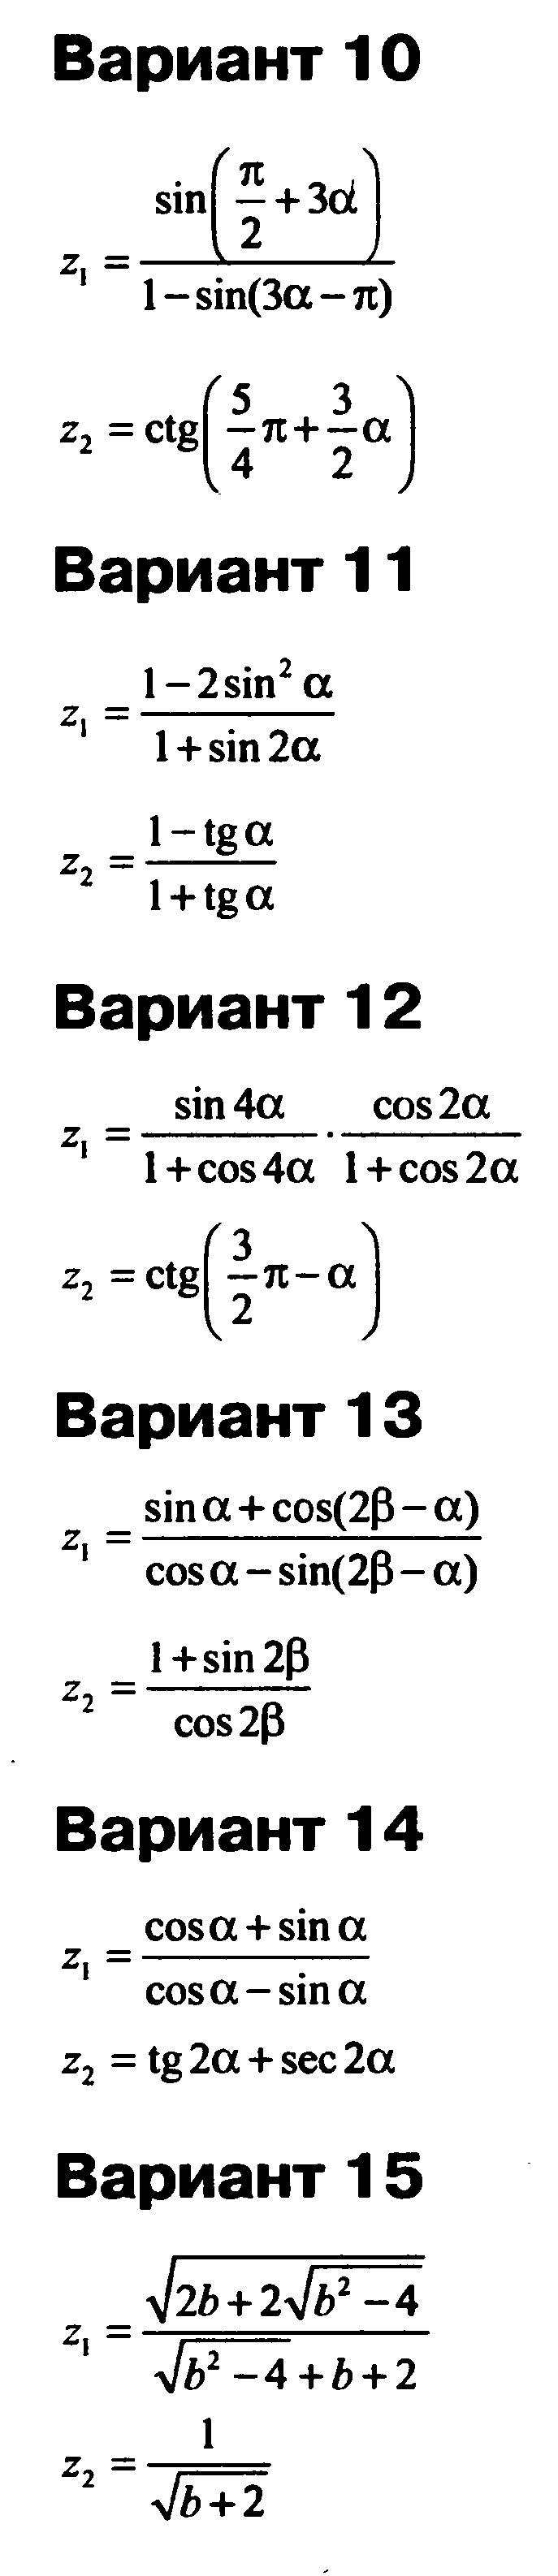 Вариант 10
z₁ = sin(π/2 + 3α) / (1 − sin(3α − π))
z₂ = ctg(5/4 π + 3/2 α)
Вариант 11
z₁ = (1 − 2 sin² α) / (1 + sin 2α)
z₂ = (1 − tg α) / (1 + tg α)
Вариант 12
z₁ = sin 4α / (1 + cos 4α) · cos 2α / (1 + cos 2α)
z₂ = ctg(3/2 π − α)
Вариант 13
z₁ = (sin α + cos(2β − α)) / (cos α − sin(2β − α))
z₂ = (1 + sin 2β) / cos 2β
Вариант 14
z₁ = (cos α + sin α) / (cos α − sin α)
z₂ = tg 2α + sec 2α
Вариант 15
z₁ = √(2b + 2√(b² − 4)) / (√(b² − 4) + b + 2)
z₂ = 1 / √(b + 2)